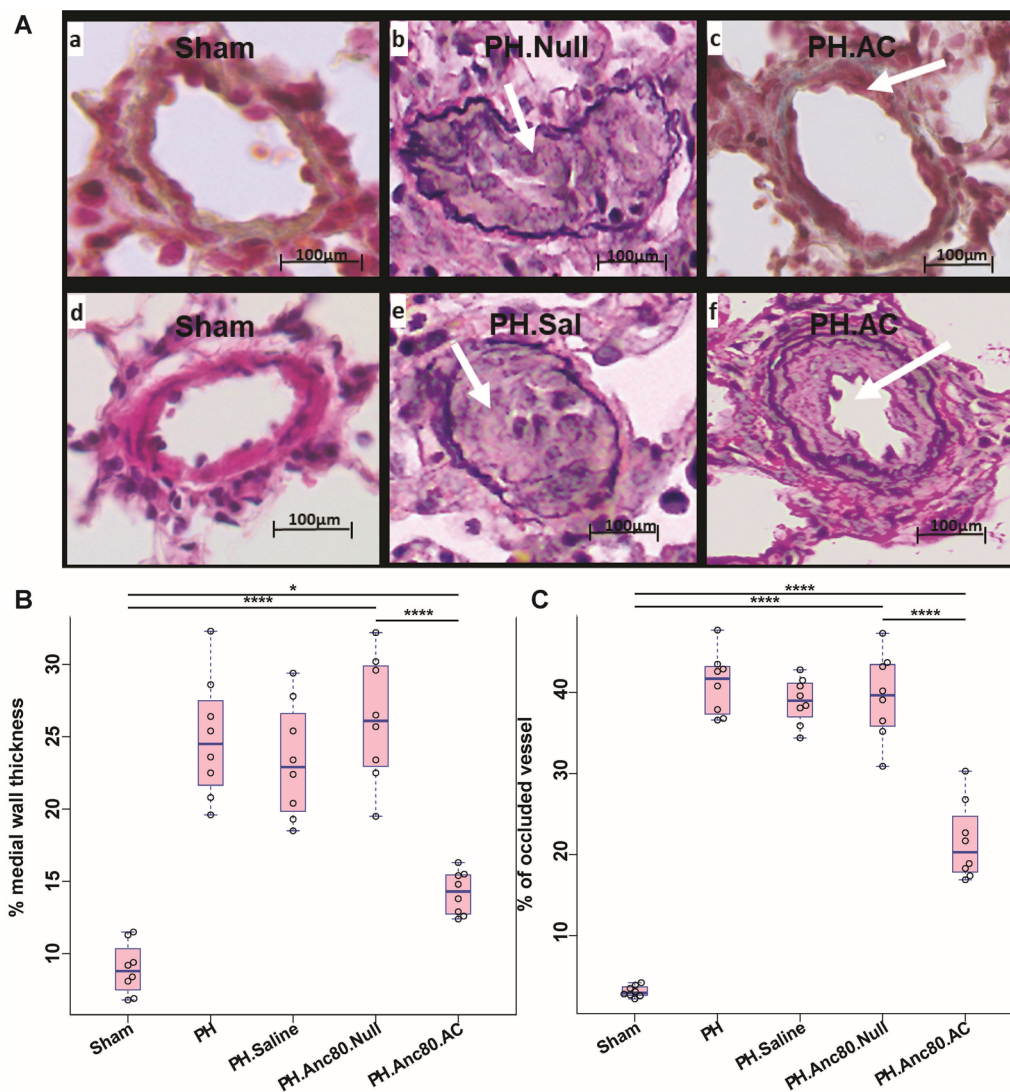 A
a
Sham
100µm
b
PH.Null
100µm
c
PH.AC
100µm
d
Sham
100µm
e
PH.Sal
100µm
f
PH.AC
100µm
B
*
****
****
% medial wall thickness
30
25
20
15
10
Sham
PH
PH.Saline
PH.Anc80.Null
PH.Anc80.AC
C
****
****
****
% of occluded vessel
40
30
20
10
Sham
PH
PH.Saline
PH.Anc80.Null
PH.Anc80.AC